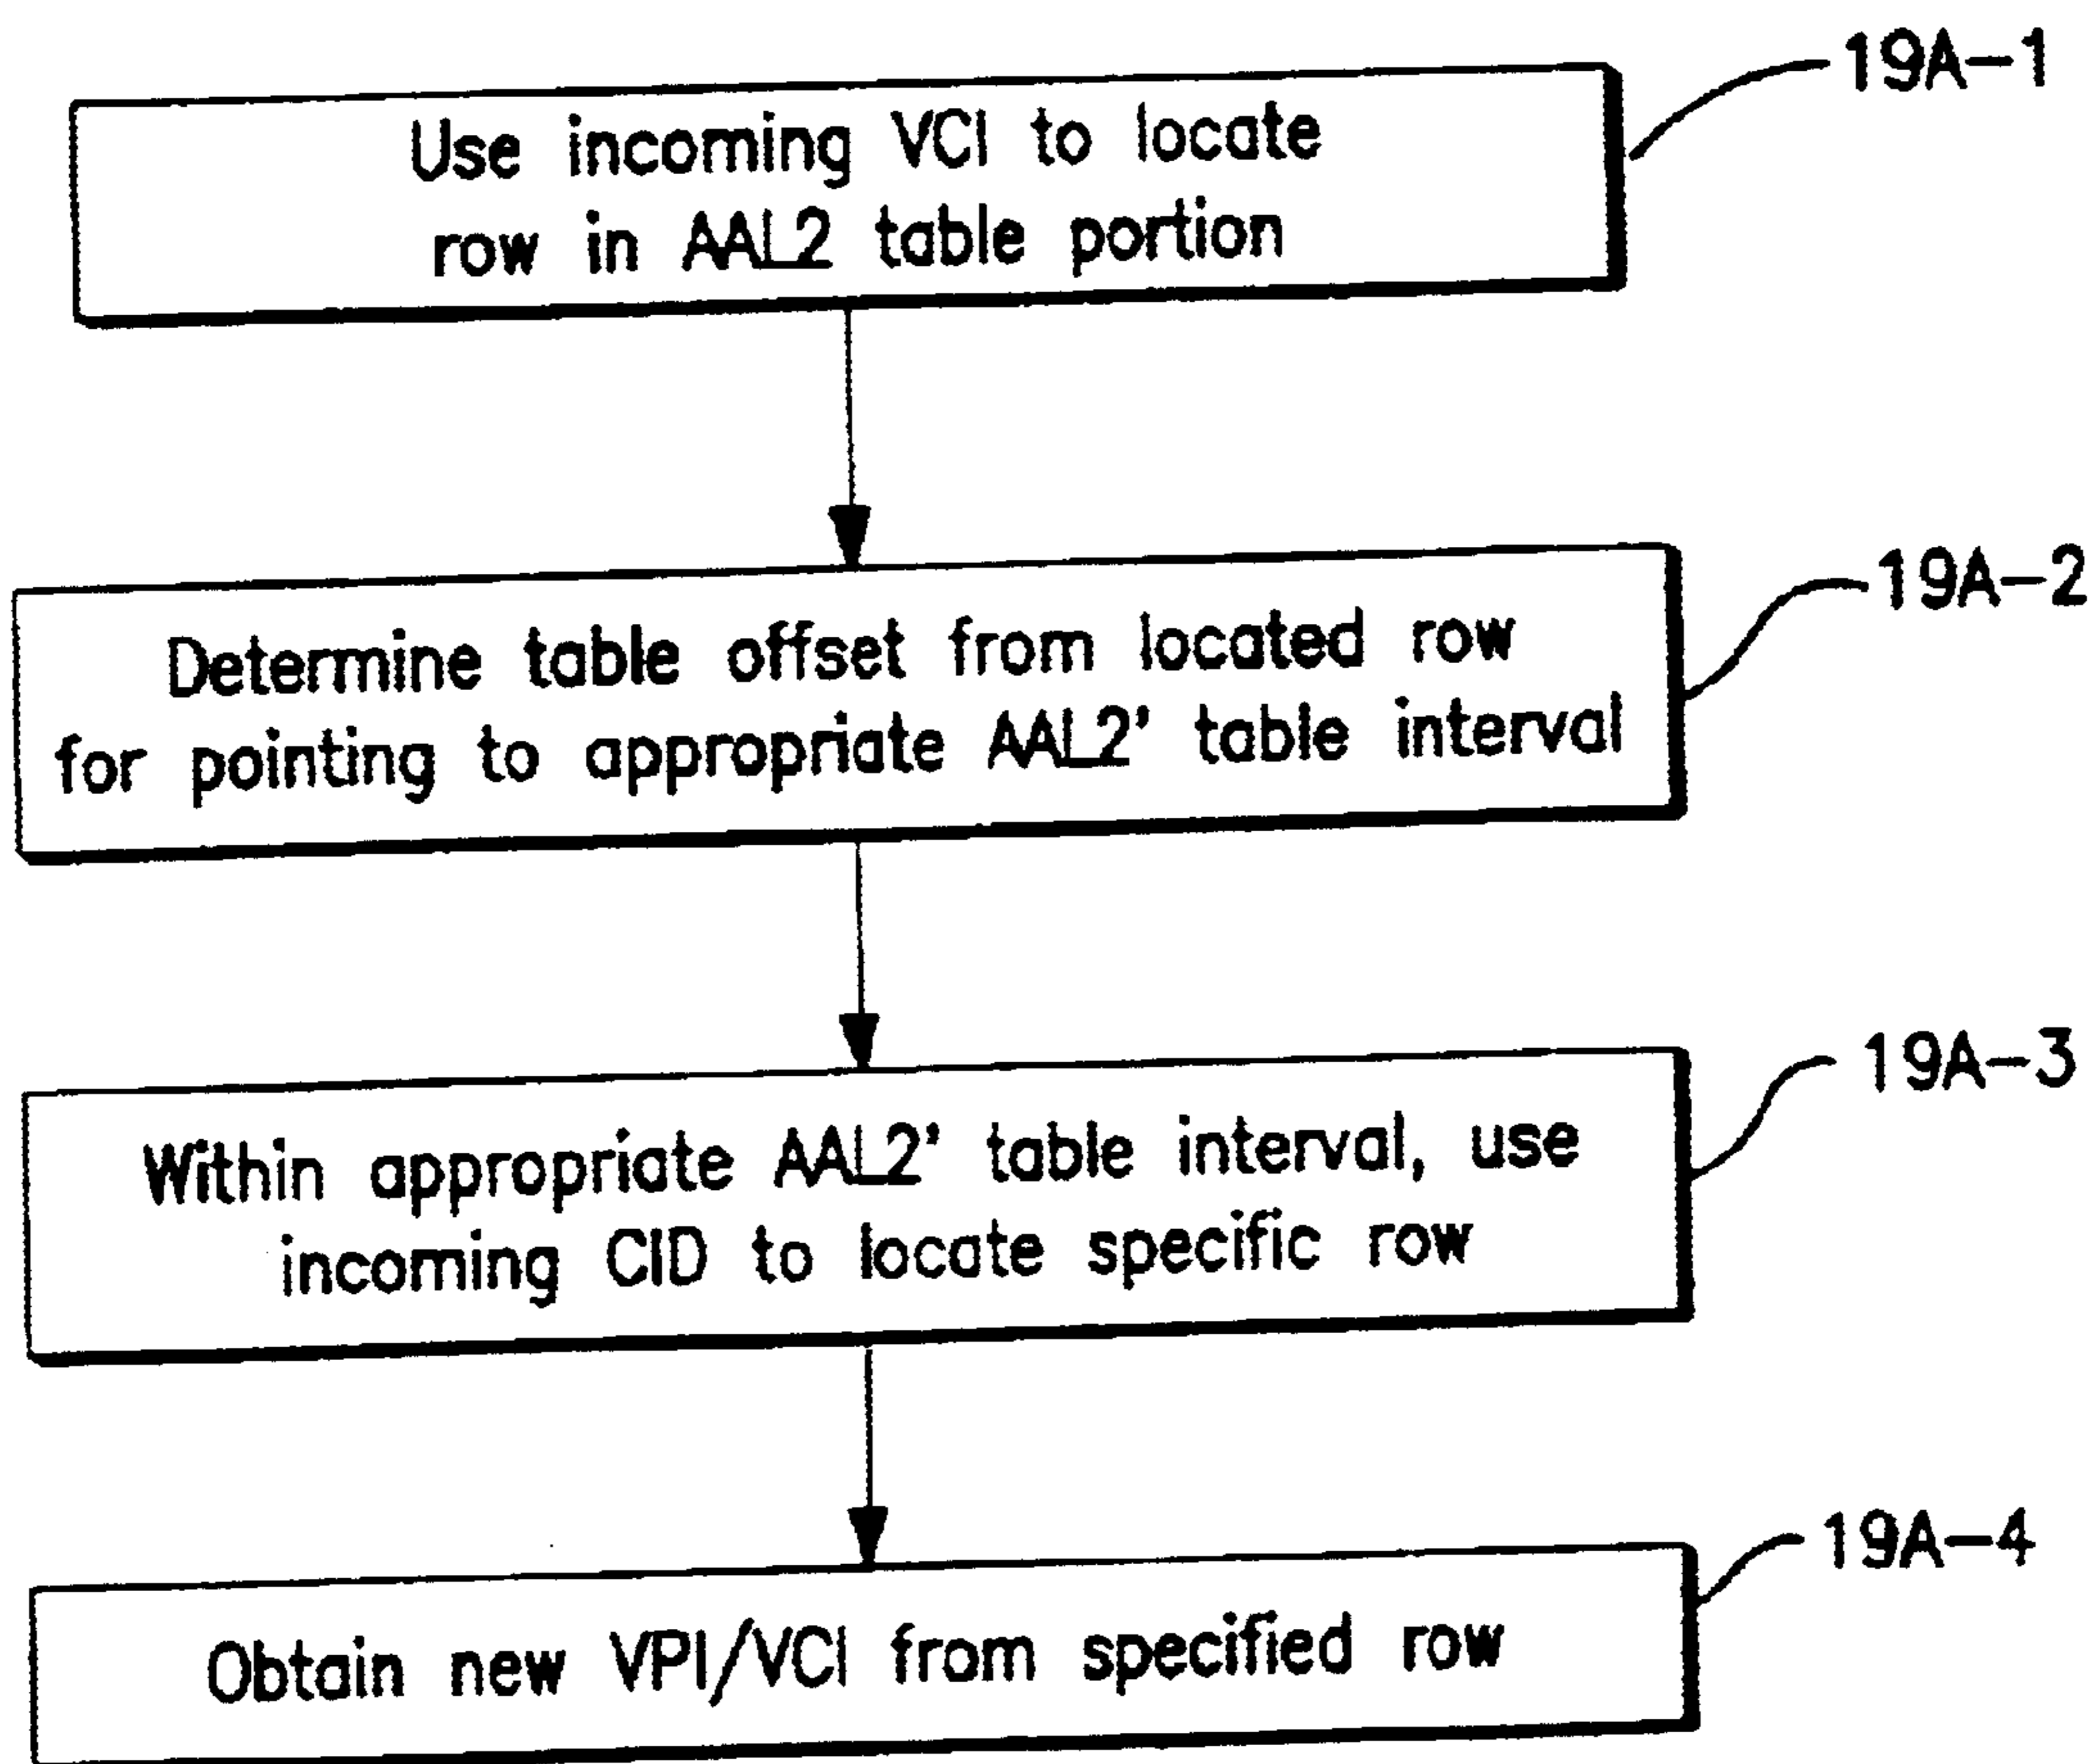 19A-1
Use incoming VCI to locate
row in AAL2 table portion
19A-2
Determine table offset from located row
for pointing to appropriate AAL2' table interval
19A-3
Within appropriate AAL2' table interval, use
incoming CID to locate specific row
19A-4
Obtain new VPI/VCI from specified row